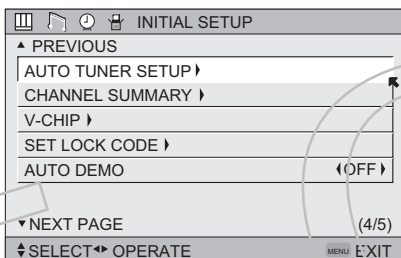 INITIAL SETUP
▲ PREVIOUS
AUTO TUNER SETUP
CHANNEL SUMMARY
V-CHIP
SET LOCK CODE
AUTO DEMO OFF
▼NEXT PAGE (4/5)
SELECT OPERATE MENU EXIT